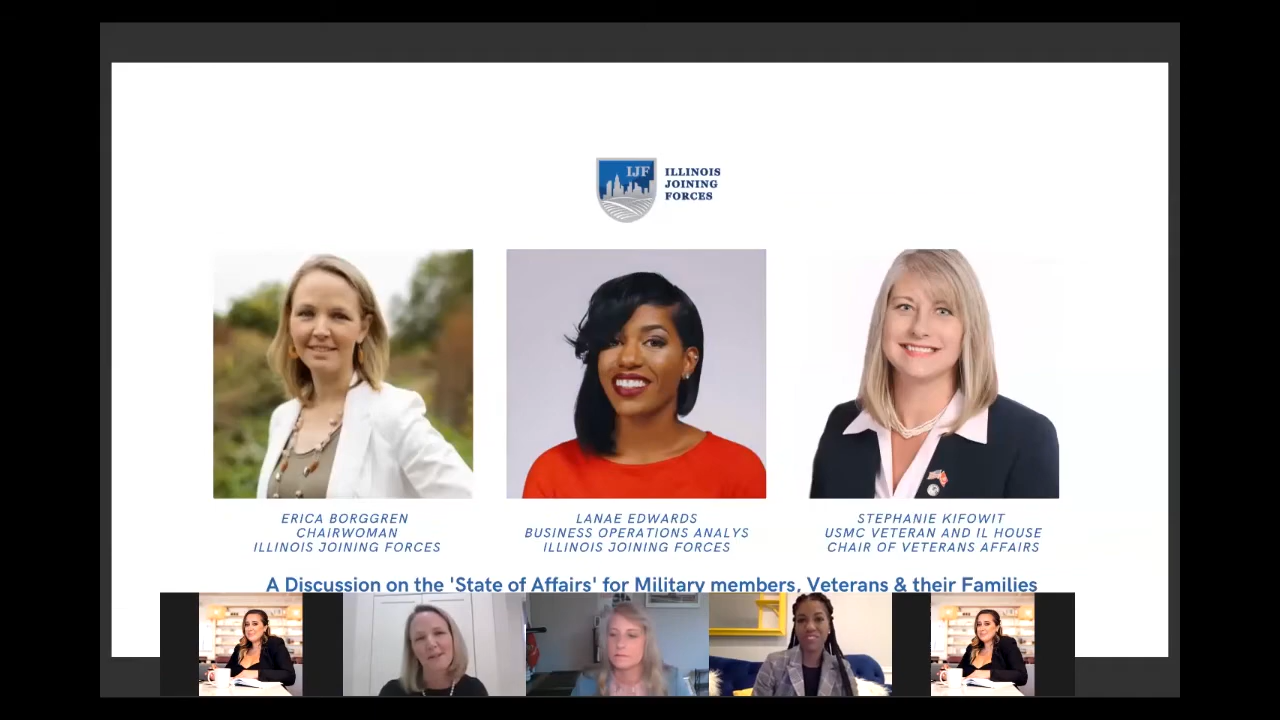 IJF
ILLINOIS
JOINING
FORCES
ERICA BORGGREN
CHAIRWOMAN
ILLINOIS JOINING FORCES
LANAE EDWARDS
BUSINESS OPERATIONS ANALYS
ILLINOIS JOINING FORCES
STEPHANIE KIFOWIT
USMC VETERAN AND IL HOUSE
CHAIR OF VETERANS AFFAIRS
A Discussion on the 'State of Affairs' for Military members, Veterans & their Families